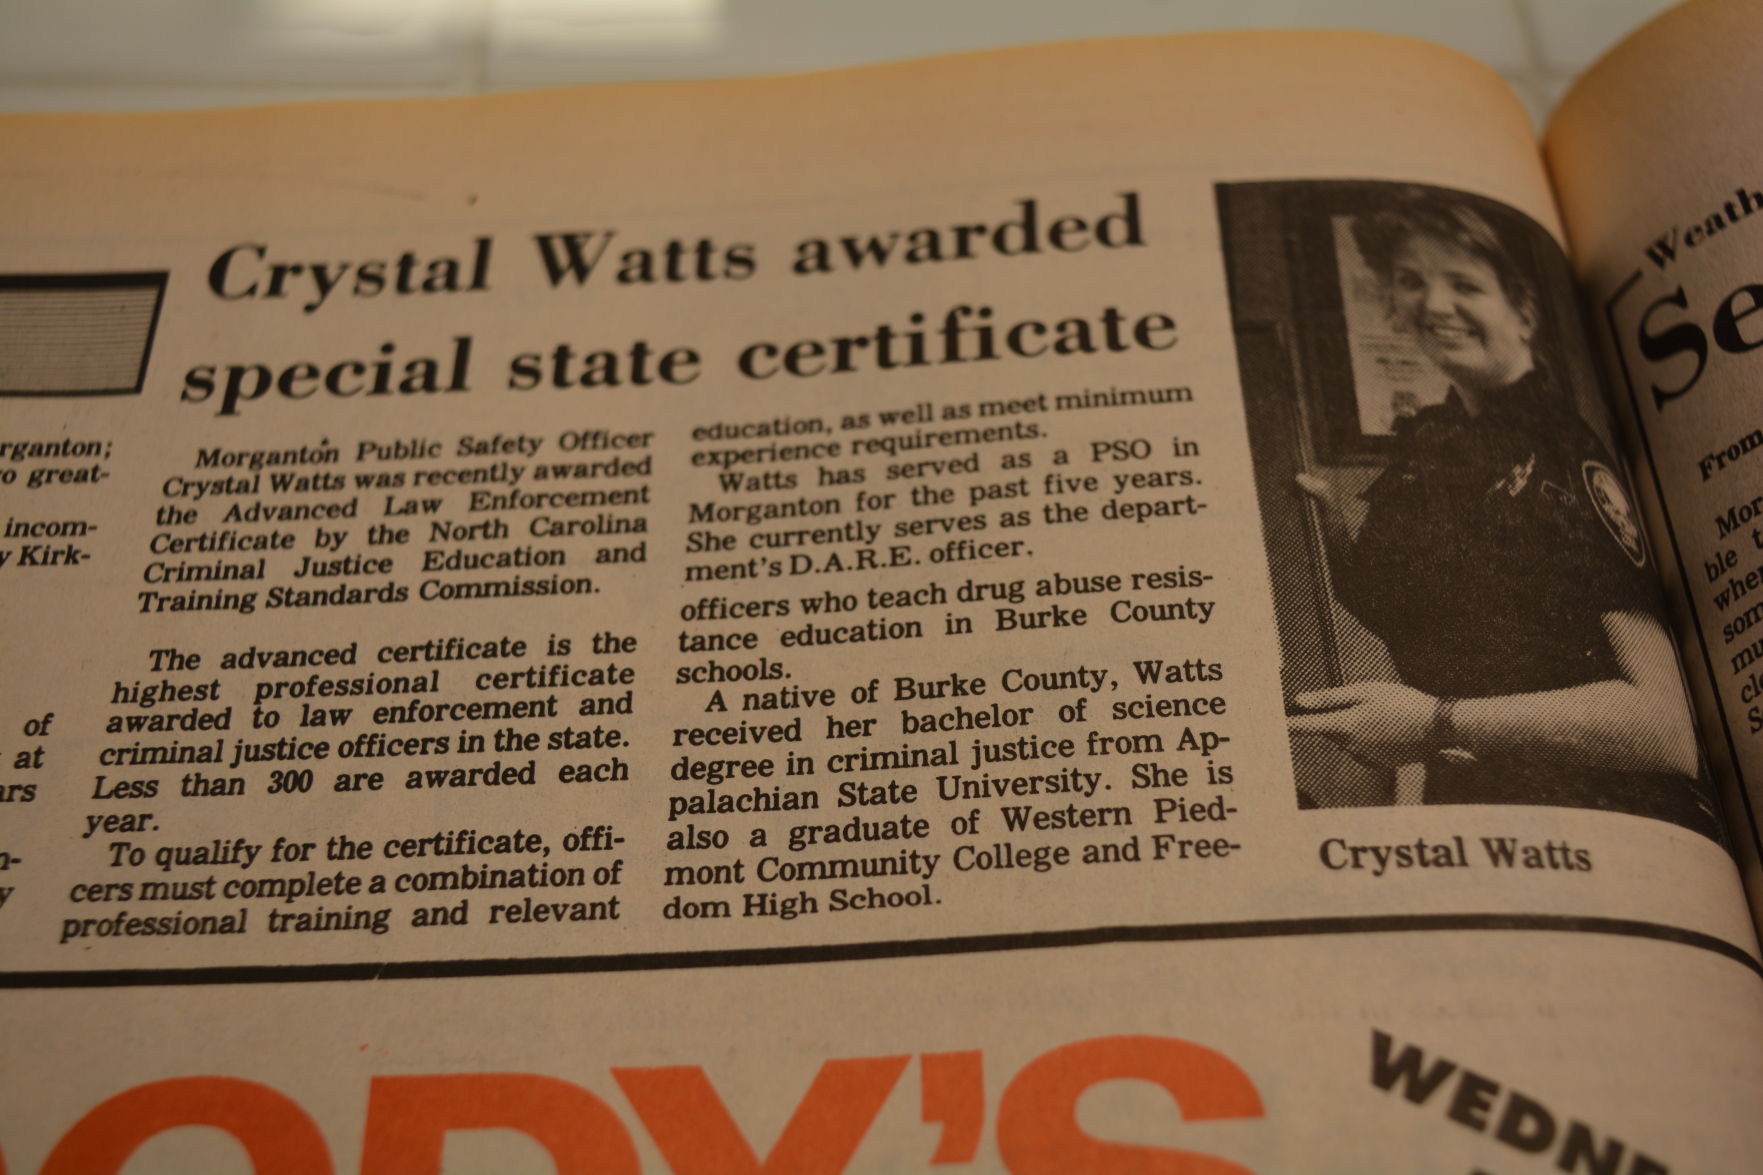 Crystal Watts awarded
special state certificate
Morganton Public Safety Officer
Crystal Watts was recently awarded
the Advanced Law Enforcement
Certificate by the North Carolina
Criminal Justice Education and
Training Standards Commission.
The advanced certificate is the
highest professional certificate
awarded to law enforcement and
criminal justice officers in the state.
Less than 300 are awarded each
year.
To qualify for the certificate, offi-
cers must complete a combination of
professional training and relevant
education, as well as meet minimum
experience requirements.
Watts has served as a PSO in
Morganton for the past five years.
She currently serves as the depart-
ment's D.A.R.E. officer.
officers who teach drug abuse resis-
tance education in Burke County
schools.
A native of Burke County, Watts
received her bachelor of science
degree in criminal justice from Ap-
palachian State University. She is
also a graduate of Western Pied-
mont Community College and Free-
dom High School.
Crystal Watts
rganton;
o great-
incom-
y Kirk-
of
at
ars
n-
y
Weath
Se
From
Mor
ble t
when
som
mu
clo
S
ODY'S
WEDNE